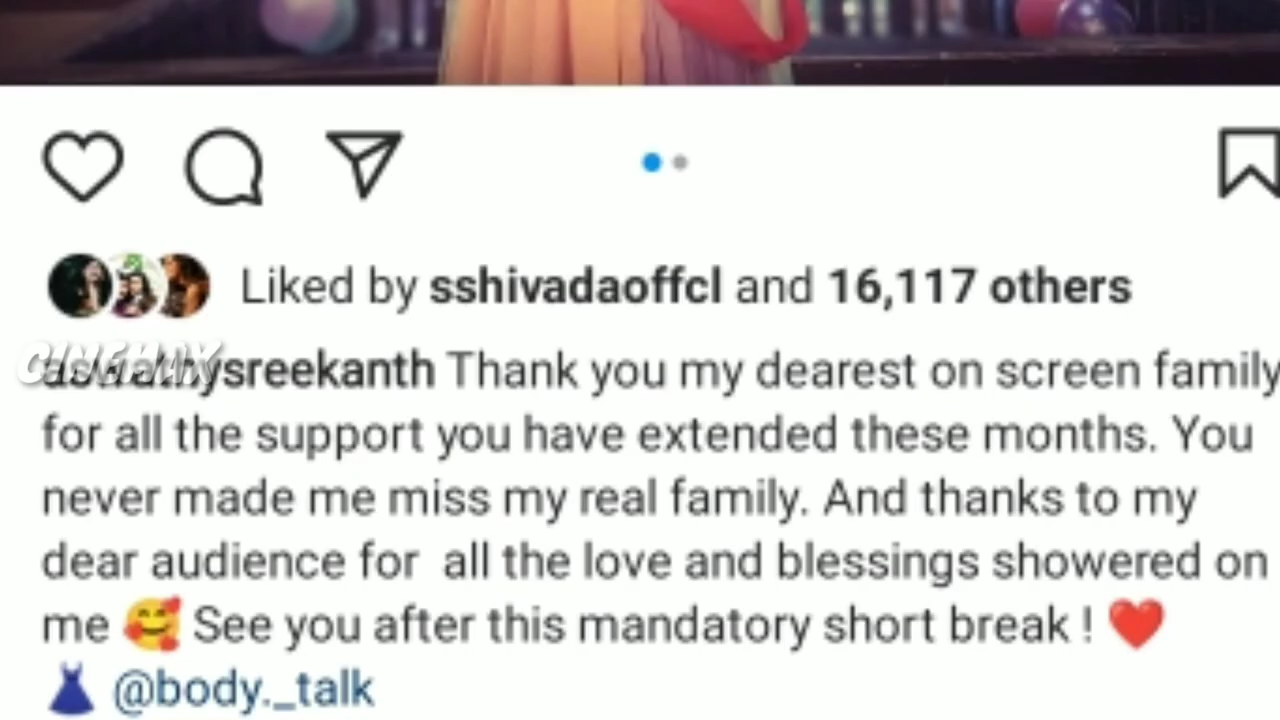 Liked by sshivadaoffcl and 16,117 others
CINEMAX
sreekanth Thank you my dearest on screen family
for all the support you have extended these months. You
never made me miss my real family. And thanks to my
dear audience for all the love and blessings showered on
me 🥰 See you after this mandatory short break ! ❤️
👗 @body._talk